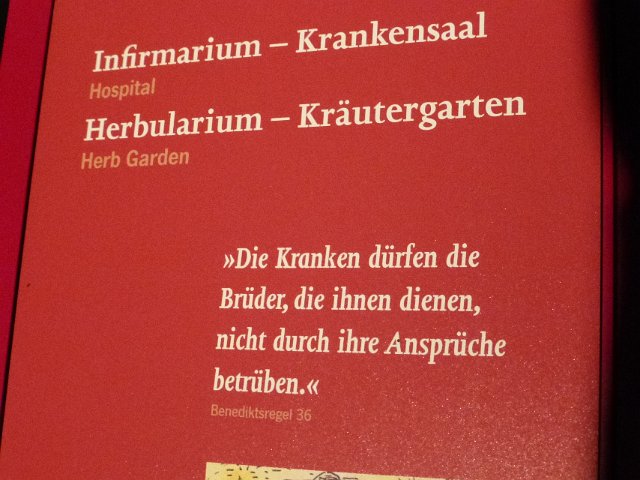 Infirmarium – Krankensaal
Hospital
Herbularium – Kräutergarten
Herb Garden
»Die Kranken dürfen die
Brüder, die ihnen dienen,
nicht durch ihre Ansprüche
betrüben.«
Benediktsregel 36